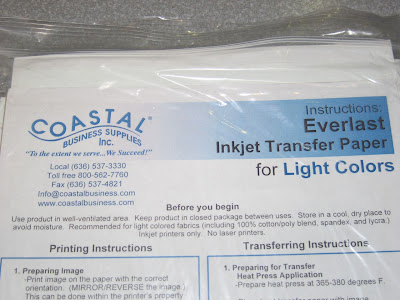 COASTAL
BUSINESS SUPPLIES
Inc.
"To the extent we serve...We Succeed!"
Local (636) 537-3330
Toll free 800-562-7760
Fax (636) 537-4821
Info@coastalbusiness.com
www.coastalbusiness.com
Instructions:
Everlast
Inkjet Transfer Paper
for Light Colors
Before you begin
Use product in well-ventilated area. Keep product in closed package between uses. Store in a cool, dry place to
avoid moisture. Recommended for light colored fabrics (including 100% cotton/poly blend, spandex, and lycra.)
Inkjet printers only. No laser printers.
Printing Instructions
1. Preparing Image
-Print image on the paper with the correct
orientation. (MIRROR/REVERSE the image.)
This can be done within the printer's property
Transferring Instructions
1. Preparing for Transfer
Heat Press Application
-Prepare heat press at 365-380 degrees F.